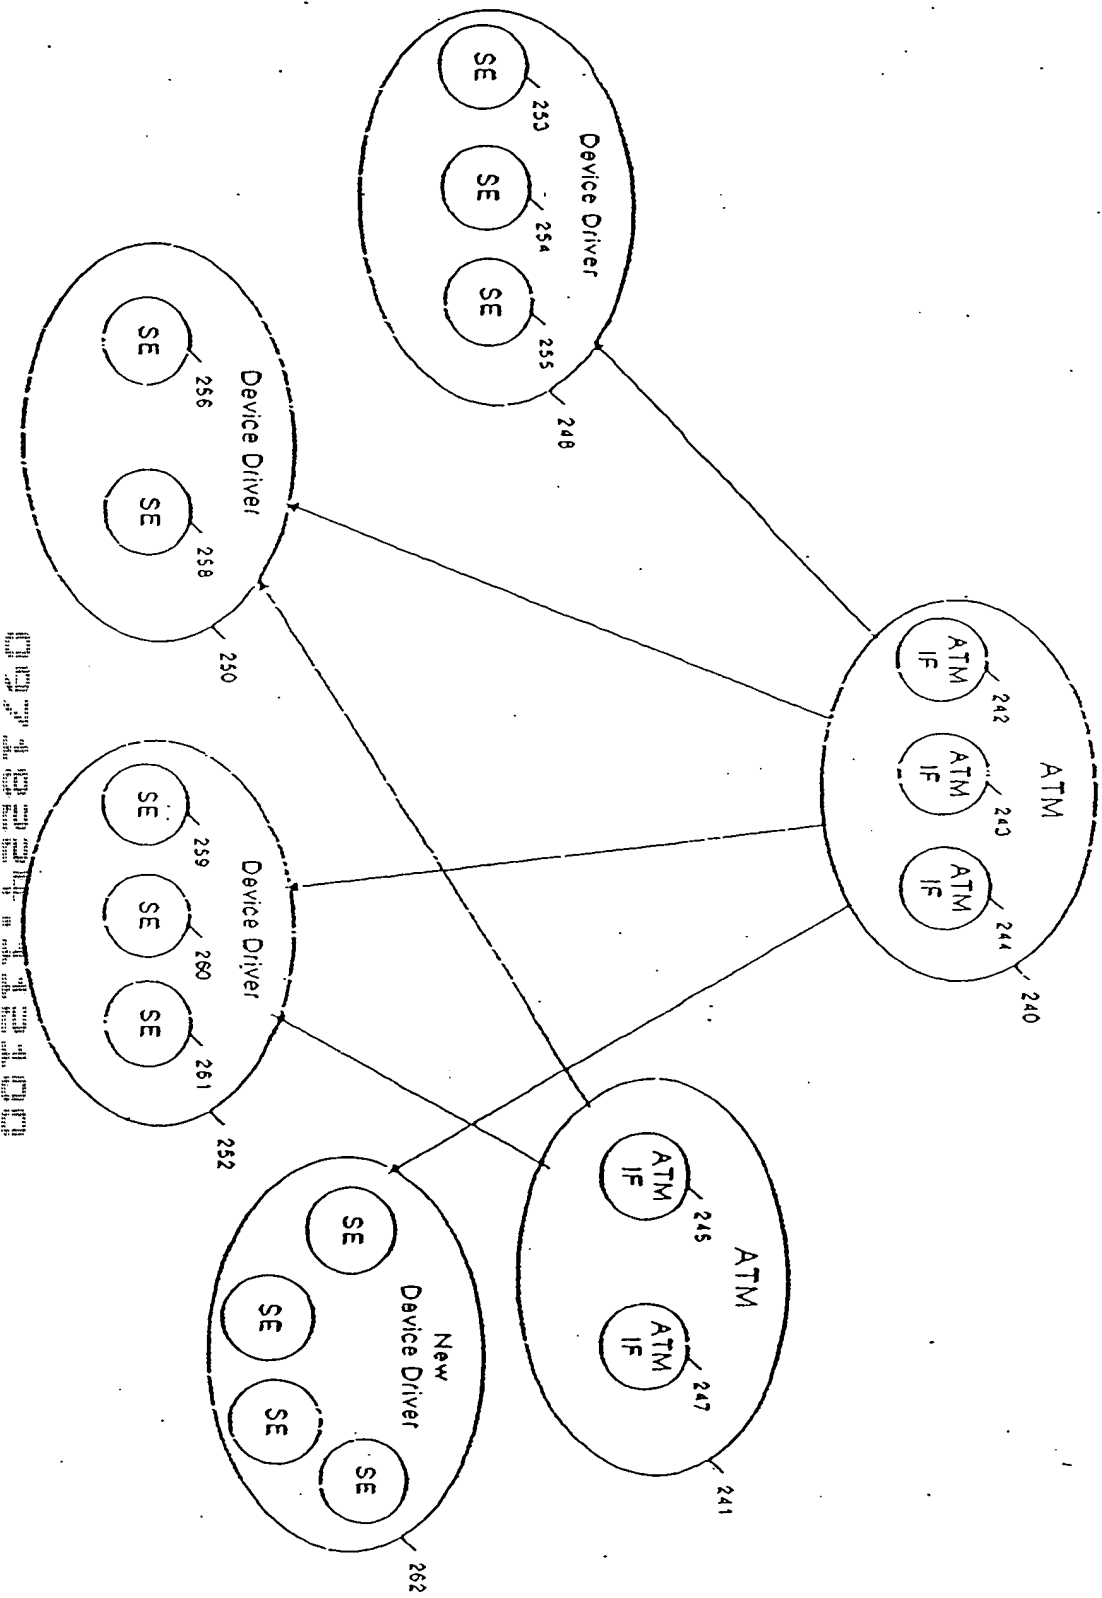 ATM
ATM
IF
242
ATM
IF
243
ATM
IF
244
240
ATM
ATM
IF
245
ATM
IF
247
241
Device Driver
SE
253
SE
254
SE
255
248
Device Driver
SE
256
SE
258
250
Device Driver
SE
259
SE
260
SE
261
252
New
Device Driver
SE
SE
SE
SE
262
09718224.112100